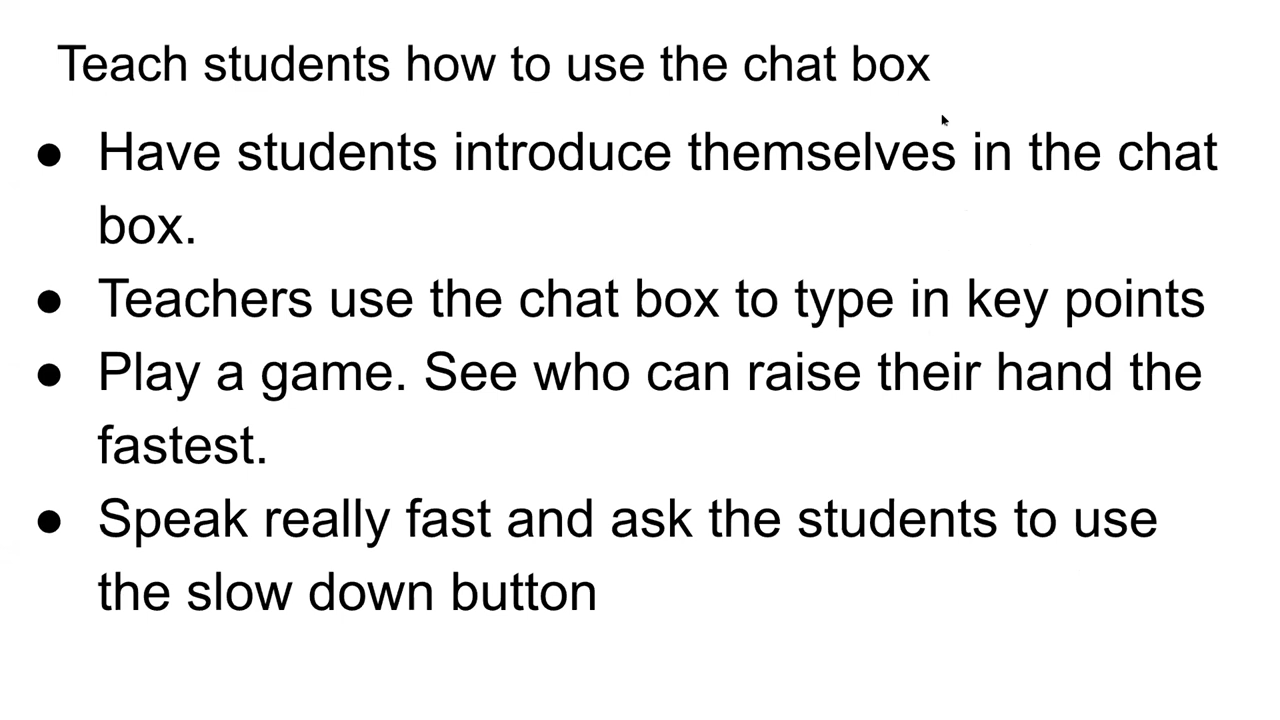 Teach students how to use the chat box
● Have students introduce themselves in the chat
box.
● Teachers use the chat box to type in key points
● Play a game. See who can raise their hand the
fastest.
● Speak really fast and ask the students to use
the slow down button